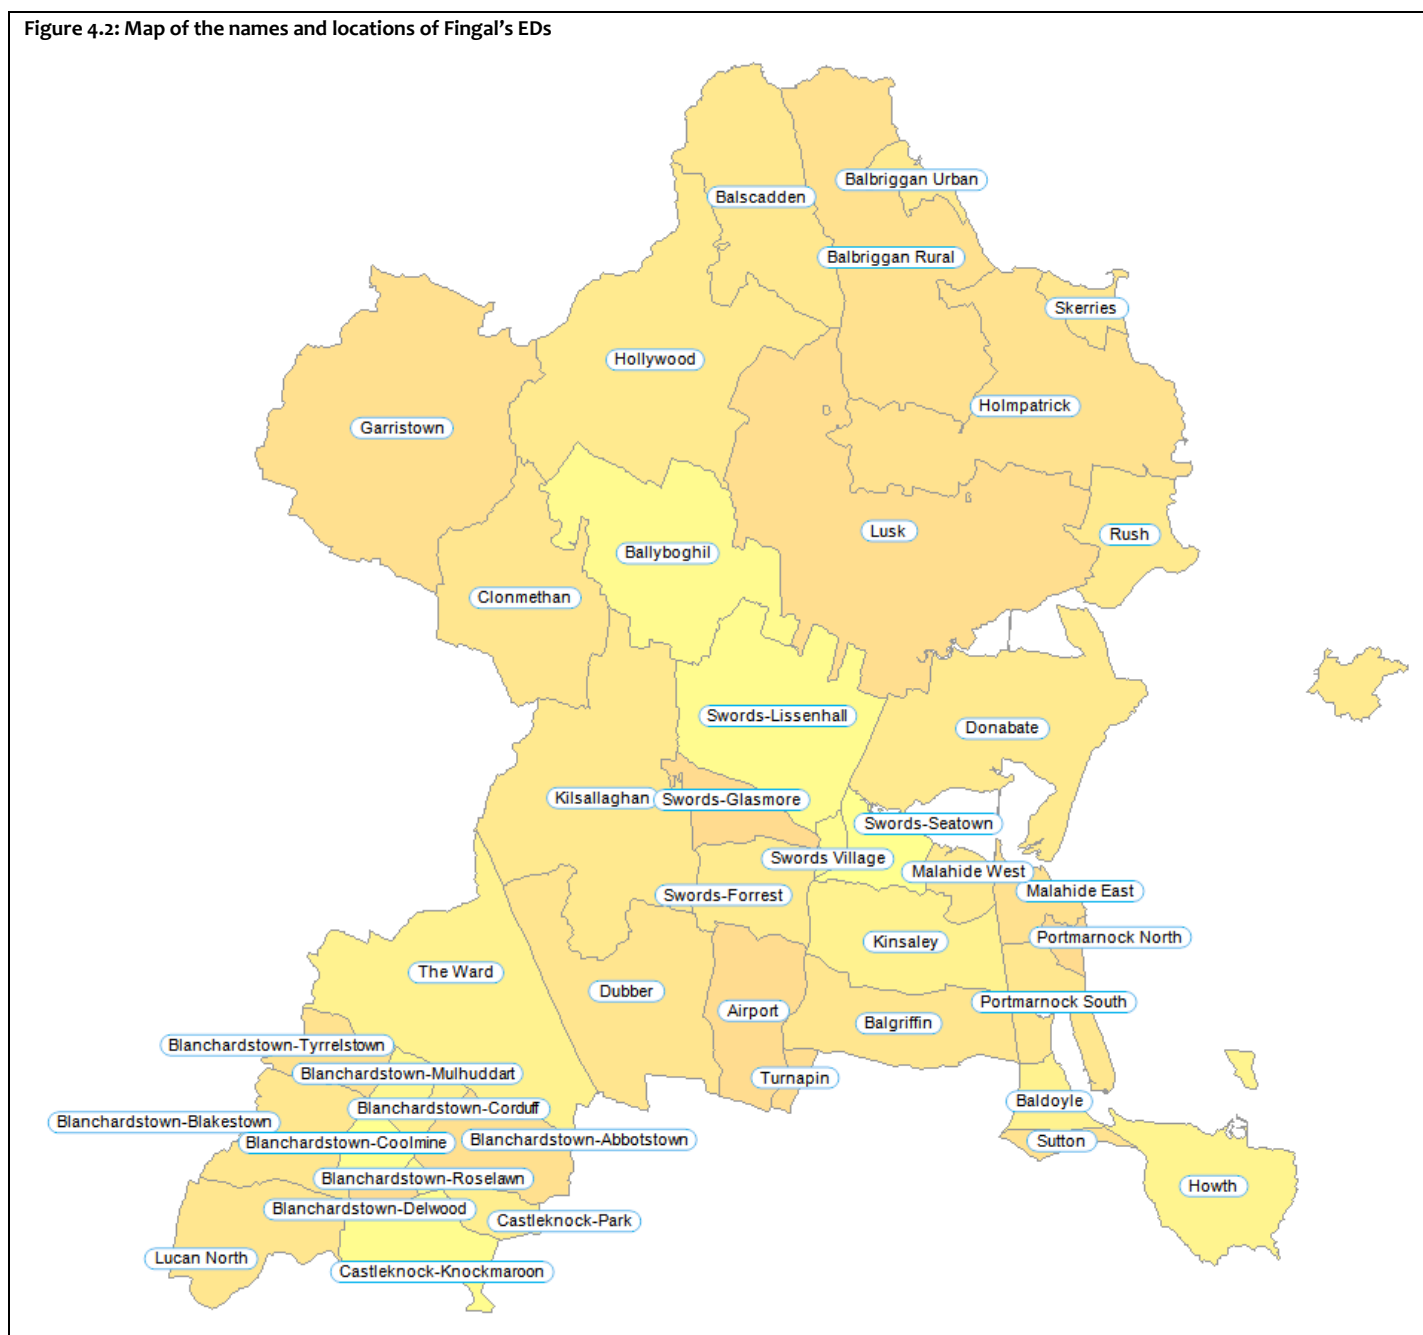 Figure 4.2: Map of the names and locations of Fingal's EDs
Balbriggan Urban
Balscadden
Balbriggan Rural
Skerries
Hollywood
Holmpatrick
Garristown
Lusk
Rush
Ballyboghil
Clonmethan
Swords-Lissenhall
Donabate
Kilsallaghan
Swords-Glasmore
Swords-Seatown
Swords Village
Malahide West
Malahide East
Swords-Forrest
Portmarnock North
Kinsaley
The Ward
Dubber
Portmarnock South
Airport
Balgriffin
Blanchardstown-Tyrrelstown
Blanchardstown-Mulhuddart
Turnapin
Baldoyle
Blanchardstown-Corduff
Blanchardstown-Blakestown
Blanchardstown-Abbotstown
Sutton
Blanchardstown-Coolmine
Blanchardstown-Roselawn
Howth
Blanchardstown-Delwood
Castleknock-Park
Lucan North
Castleknock-Knockmaroon